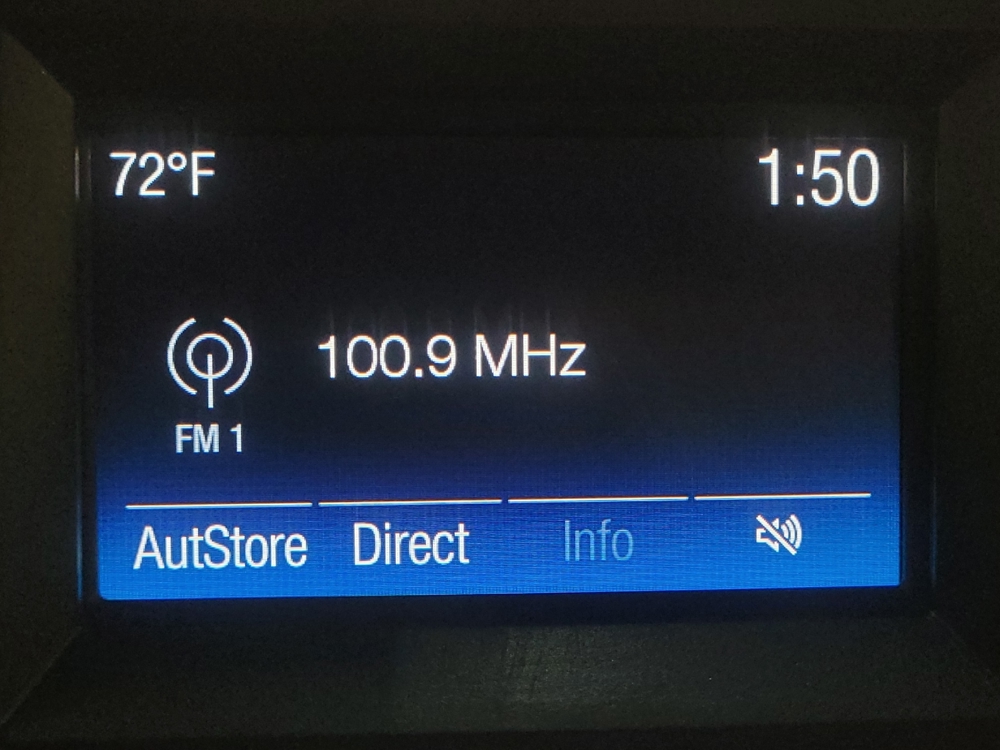 72°F
1:50
100.9 MHz
FM 1
AutStore
Direct
Info